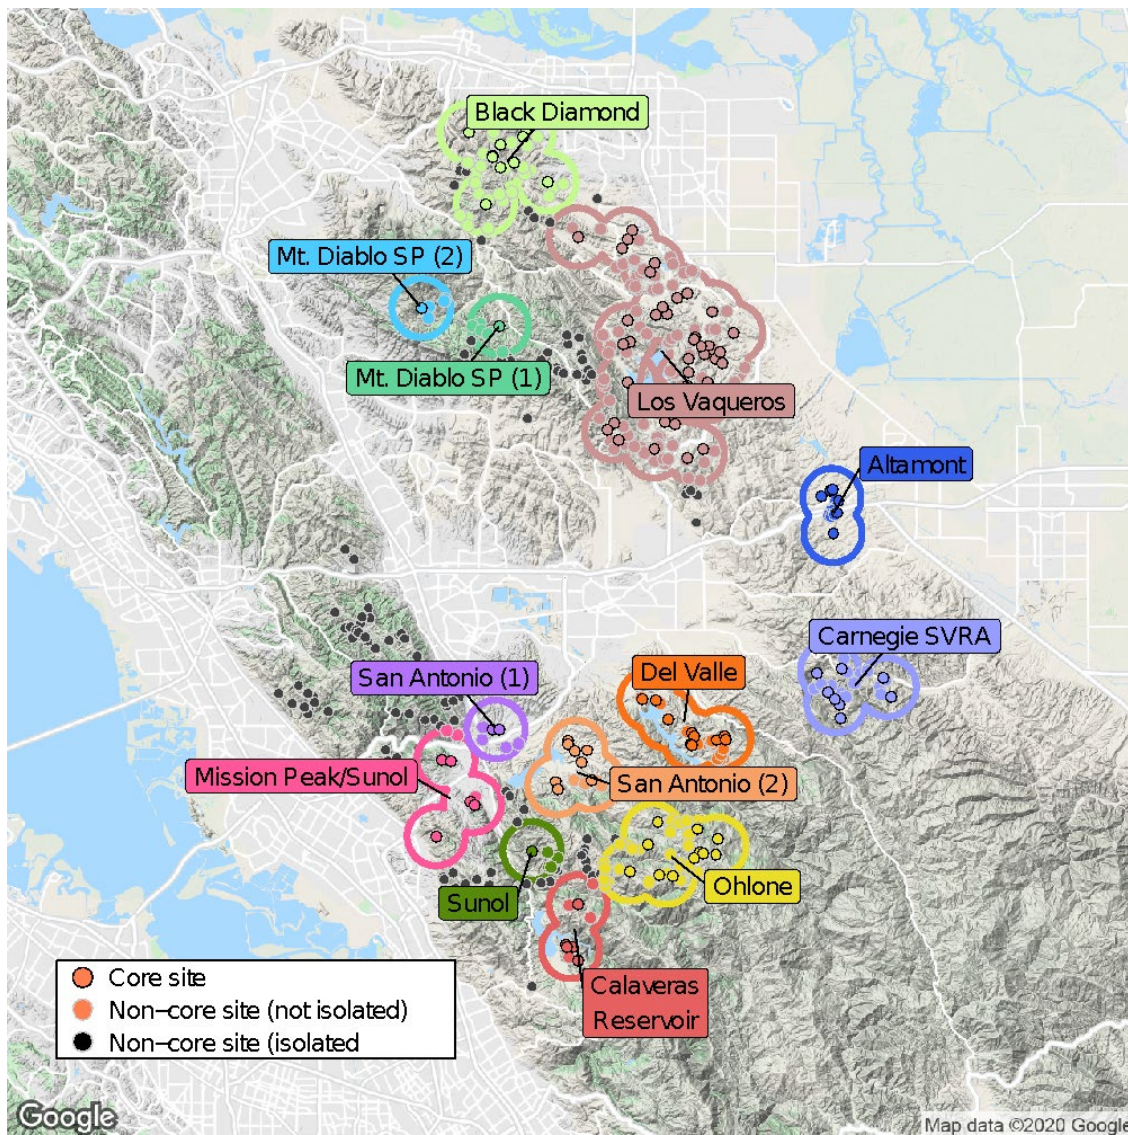 Black Diamond
Mt. Diablo SP (2)
Mt. Diablo SP (1)
Los Vaqueros
Altamont
Carnegie SVRA
San Antonio (1)
Del Valle
Mission Peak/Sunol
San Antonio (2)
Sunol
Ohlone
Calaveras
Reservoir
Core site
Non-core site (not isolated)
Non-core site (isolated
Google
Map data ©2020 Google